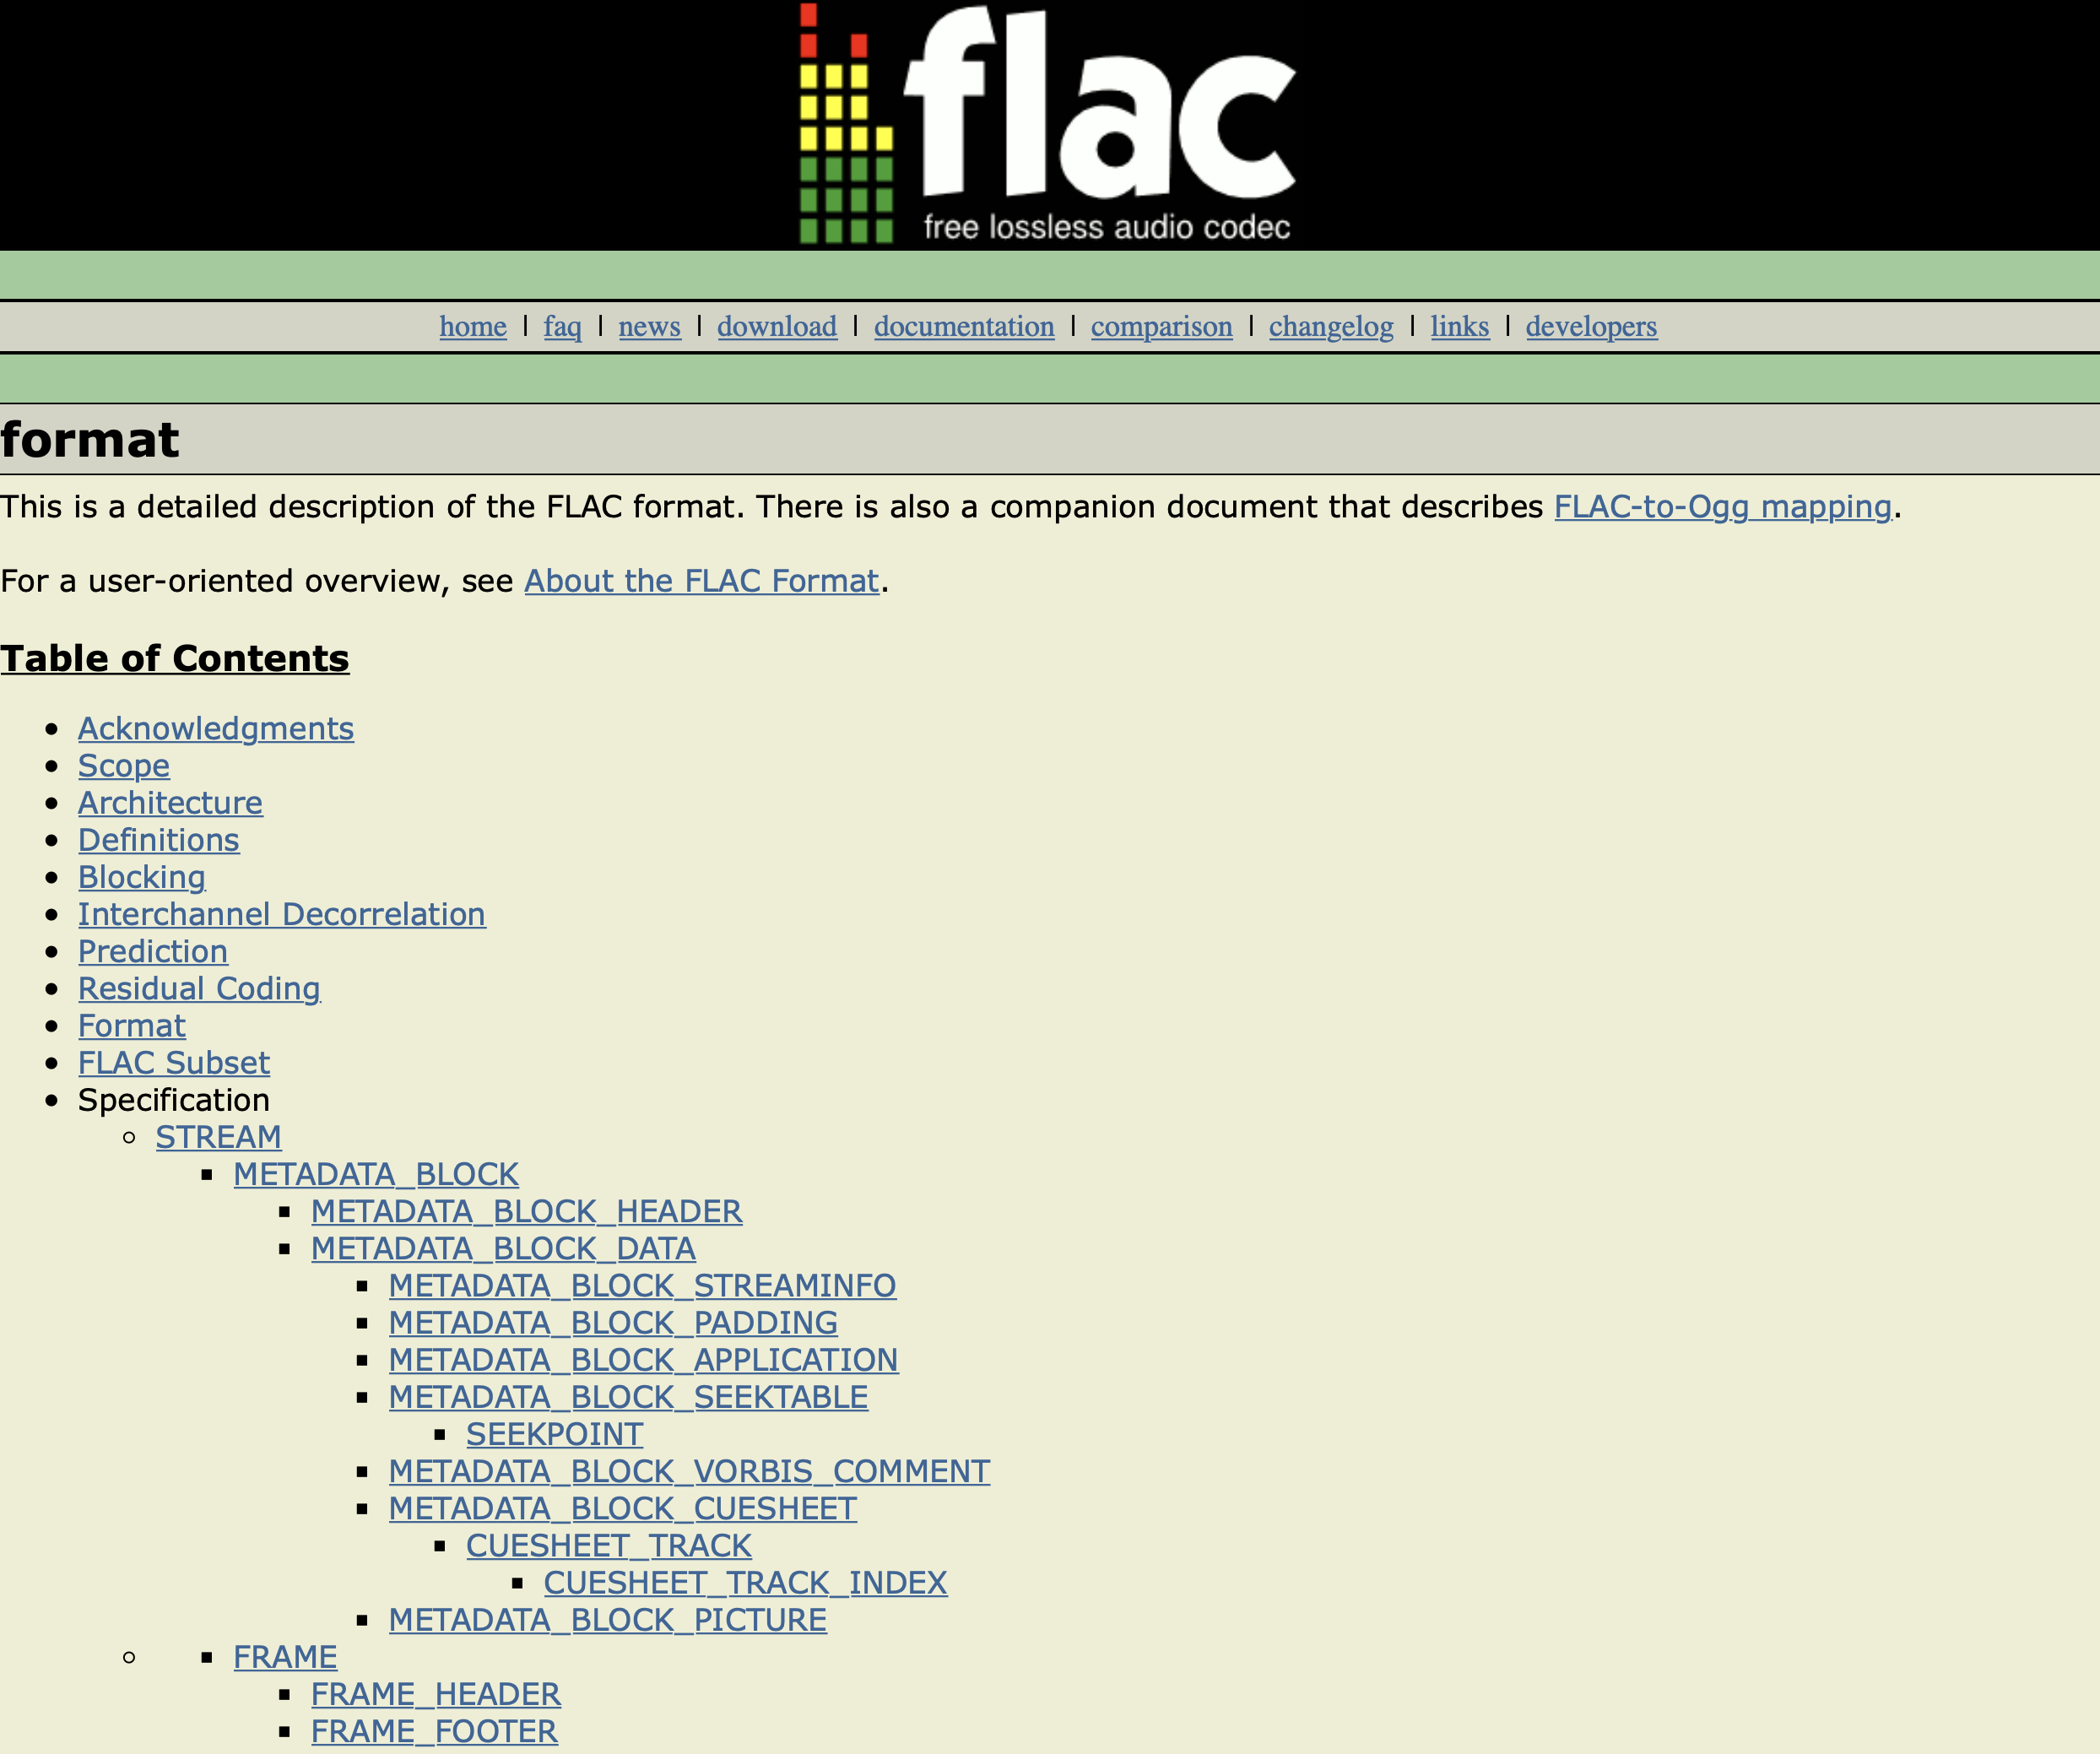 flac
free lossless audio codec
home | faq | news | download | documentation | comparison | changelog | links | developers
format
This is a detailed description of the FLAC format. There is also a companion document that describes FLAC-to-Ogg mapping.
For a user-oriented overview, see About the FLAC Format.
Table of Contents
Acknowledgments
Scope
Architecture
Definitions
Blocking
Interchannel Decorrelation
Prediction
Residual Coding
Format
FLAC Subset
Specification
STREAM
METADATA_BLOCK
METADATA_BLOCK_HEADER
METADATA_BLOCK_DATA
METADATA_BLOCK_STREAMINFO
METADATA_BLOCK_PADDING
METADATA_BLOCK_APPLICATION
METADATA_BLOCK_SEEKTABLE
SEEKPOINT
METADATA_BLOCK_VORBIS_COMMENT
METADATA_BLOCK_CUESHEET
CUESHEET_TRACK
CUESHEET_TRACK_INDEX
METADATA_BLOCK_PICTURE
FRAME
FRAME_HEADER
FRAME_FOOTER